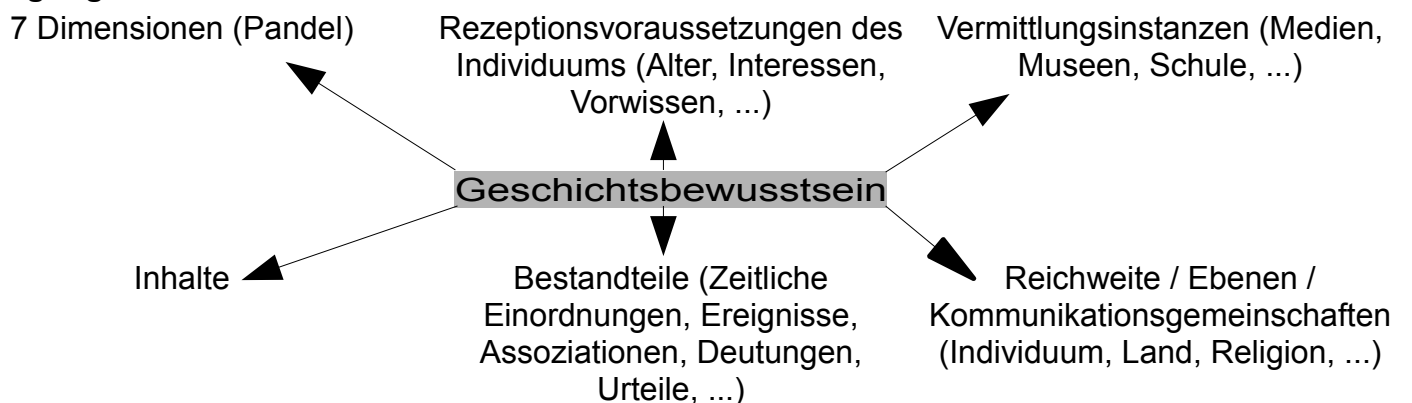 7 Dimensionen (Pandel)
Rezeptionsvoraussetzungen des
Individuums (Alter, Interessen,
Vorwissen, ...)
Vermittlungsinstanzen (Medien,
Museen, Schule, ...)
Geschichtsbewusstsein
Inhalte
Bestandteile (Zeitliche
Einordnungen, Ereignisse,
Assoziationen, Deutungen,
Urteile, ...)
Reichweite / Ebenen /
Kommunikationsgemeinschaften
(Individuum, Land, Religion, ...)